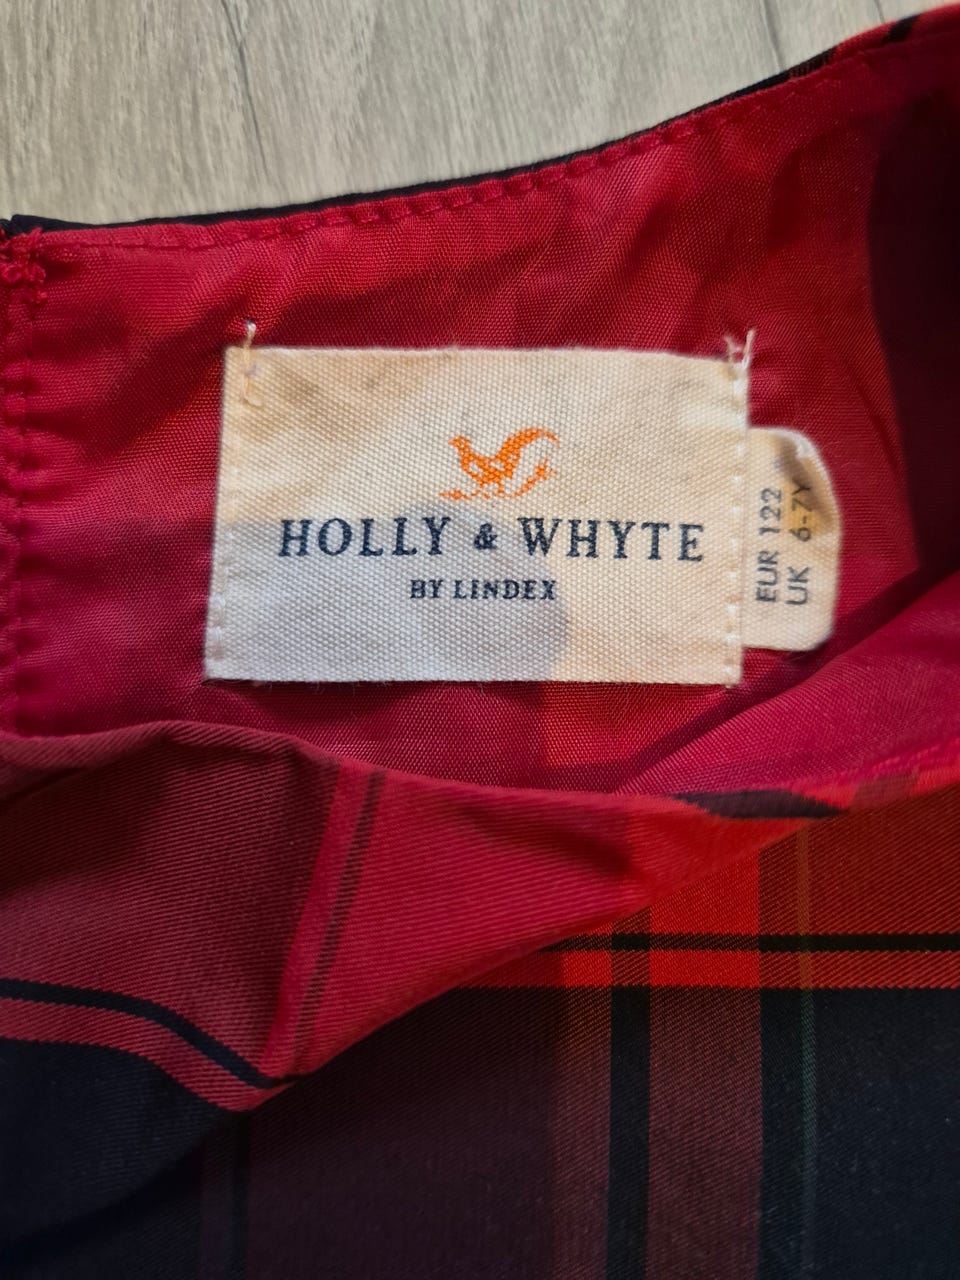 HOLLY & WHYTE
BY LINDEX
EUR 122
UK 6-7Y